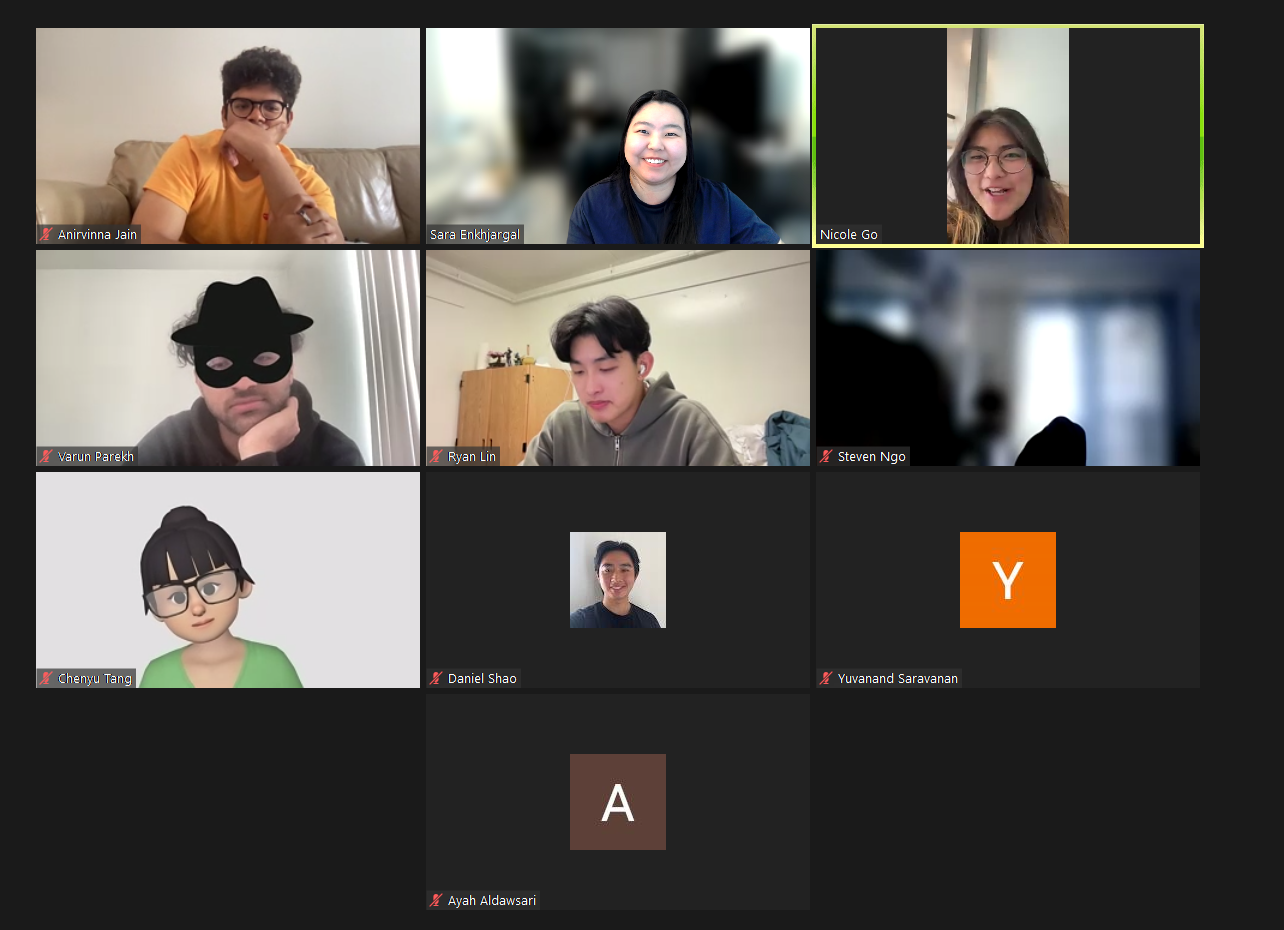 Anirvinna Jain
Sara Enkhjargal
Nicole Go
Varun Parekh
Ryan Lin
Steven Ngo
Chenyu Tang
Daniel Shao
Y
Yuvanand Saravanan
A
Ayah Aldawsari